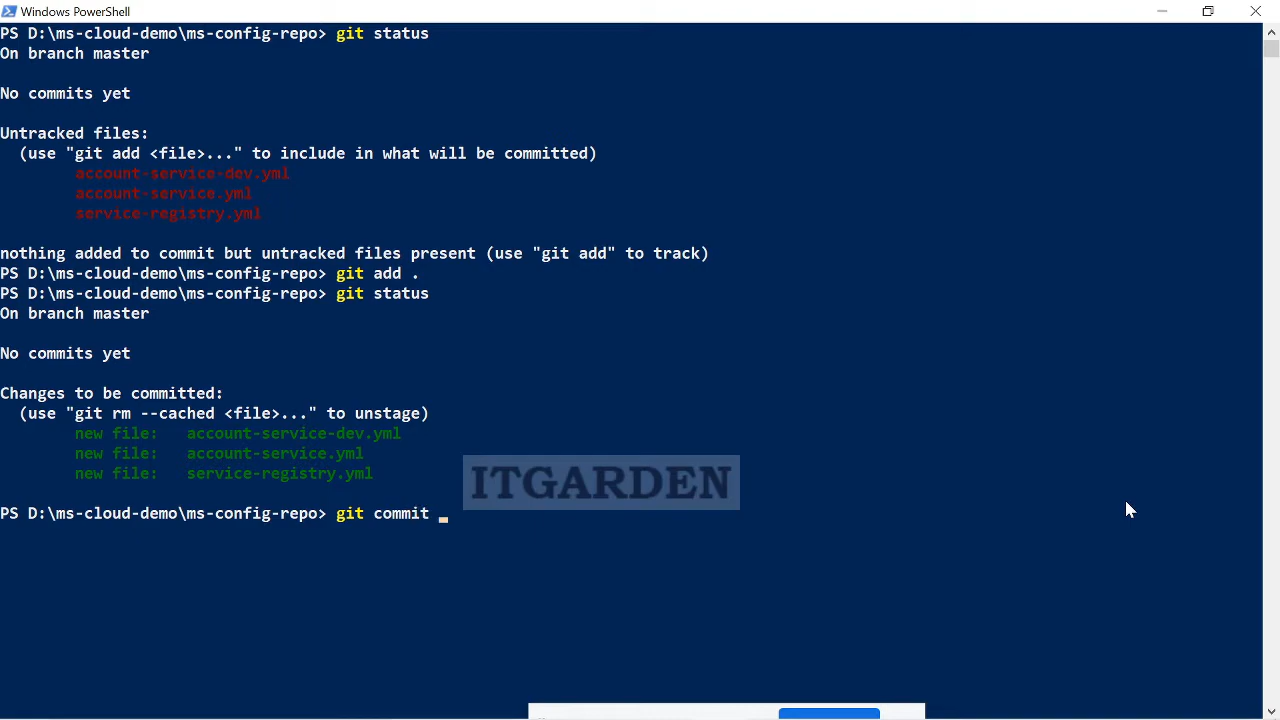 Windows PowerShell
PS D:\ms-cloud-demo\ms-config-repo> git status
On branch master
No commits yet
Untracked files:
(use "git add <file>..." to include in what will be committed)
account-service-dev.yml
account-service.yml
service-registry.yml
nothing added to commit but untracked files present (use "git add" to track)
PS D:\ms-cloud-demo\ms-config-repo> git add .
PS D:\ms-cloud-demo\ms-config-repo> git status
On branch master
No commits yet
Changes to be committed:
(use "git rm --cached <file>..." to unstage)
new file:   account-service-dev.yml
new file:   account-service.yml
new file:   service-registry.yml
ITGARDEN
PS D:\ms-cloud-demo\ms-config-repo> git commit